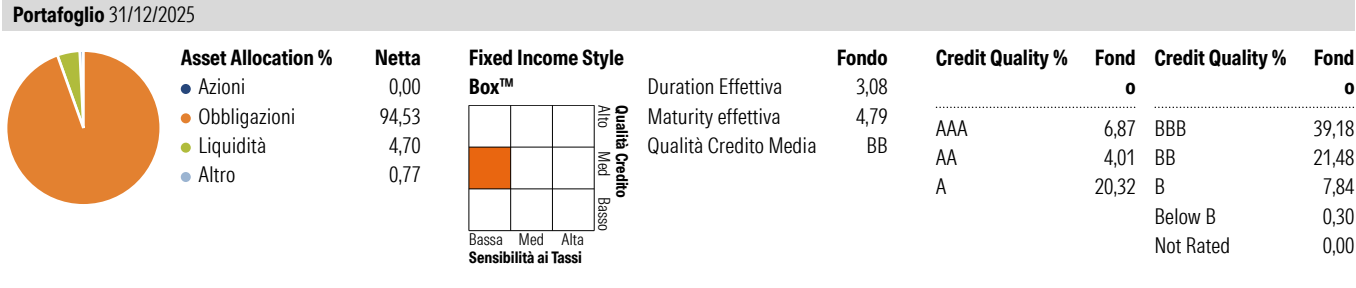 Portafoglio 31/12/2025
Asset Allocation % Netta
Azioni 0,00
Obbligazioni 94,53
Liquidità 4,70
Altro 0,77
Fixed Income Style
Box™
Alto Med Basso
Qualità Credito
Bassa Med Alta
Sensibilità ai Tassi
Fondo
Duration Effettiva 3,08
Maturity effettiva 4,79
Qualità Credito Media BB
Credit Quality % Fond
o
AAA 6,87
AA 4,01
A 20,32
Credit Quality % Fond
o
BBB 39,18
BB 21,48
B 7,84
Below B 0,30
Not Rated 0,00